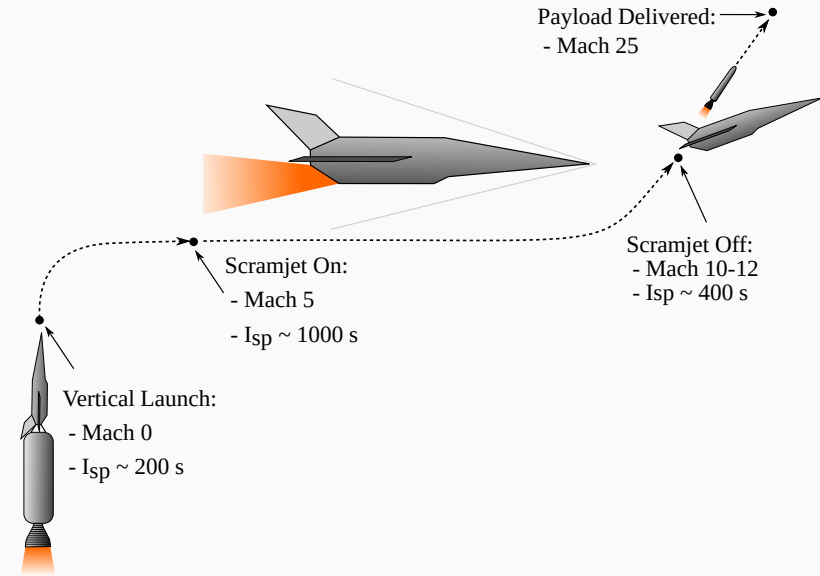 Payload Delivered:
- Mach 25
Scramjet On:
- Mach 5
- Isp ~ 1000 s
Scramjet Off:
- Mach 10-12
- Isp ~ 400 s
Vertical Launch:
- Mach 0
- Isp ~ 200 s